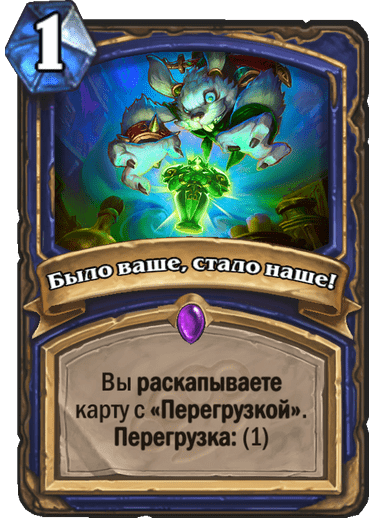 1
Было ваше, стало наше!
Вы раскапываете
карту с «Перегрузкой».
Перегрузка: (1)